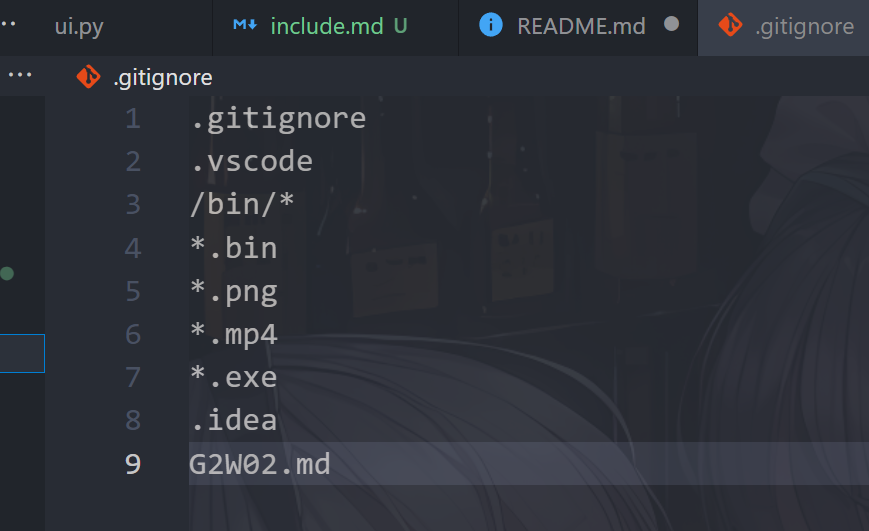 ui.py
include.md U
README.md
.gitignore
.gitignore
1 .gitignore
2 .vscode
3 /bin/*
4 *.bin
5 *.png
6 *.mp4
7 *.exe
8 .idea
9 G2W02.md